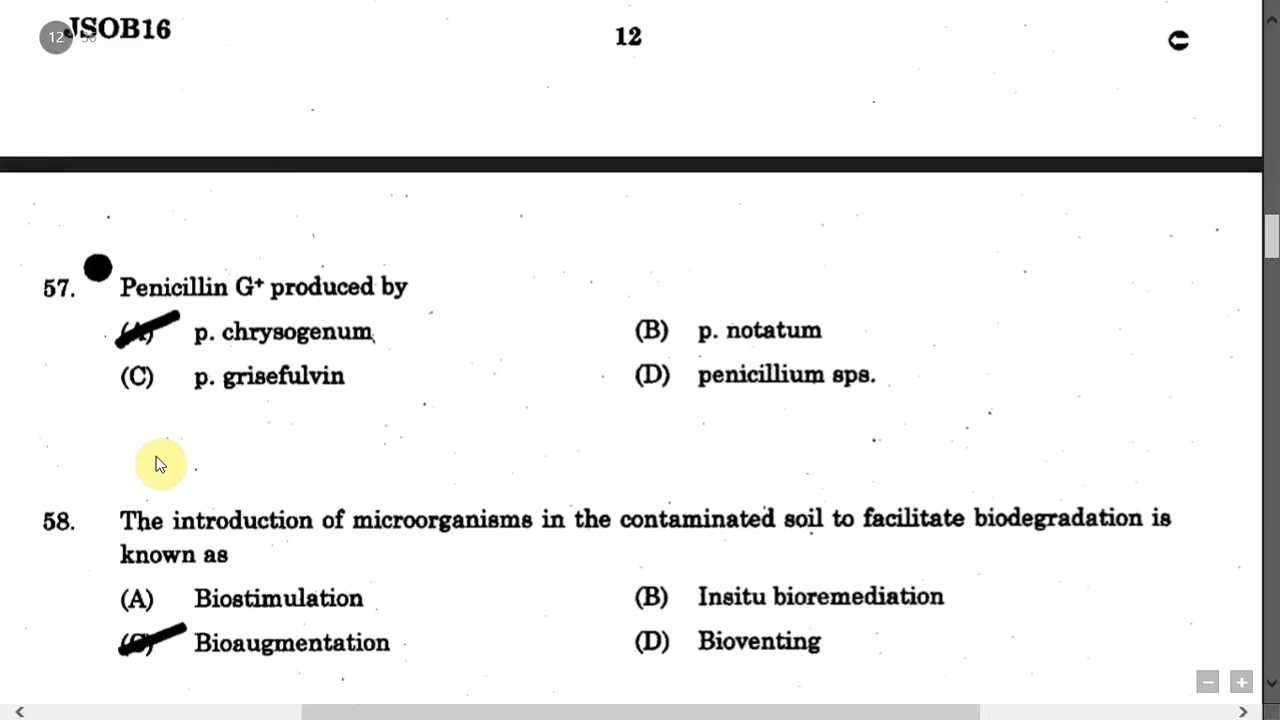 JSOB16
12
12
57. Penicillin G+ produced by
(A) p. chrysogenum
(B) p. notatum
(C) p. grisefulvin
(D) penicillium sps.
58. The introduction of microorganisms in the contaminated soil to facilitate biodegradation is
known as
(A) Biostimulation
(B) Insitu bioremediation
(C) Bioaugmentation
(D) Bioventing